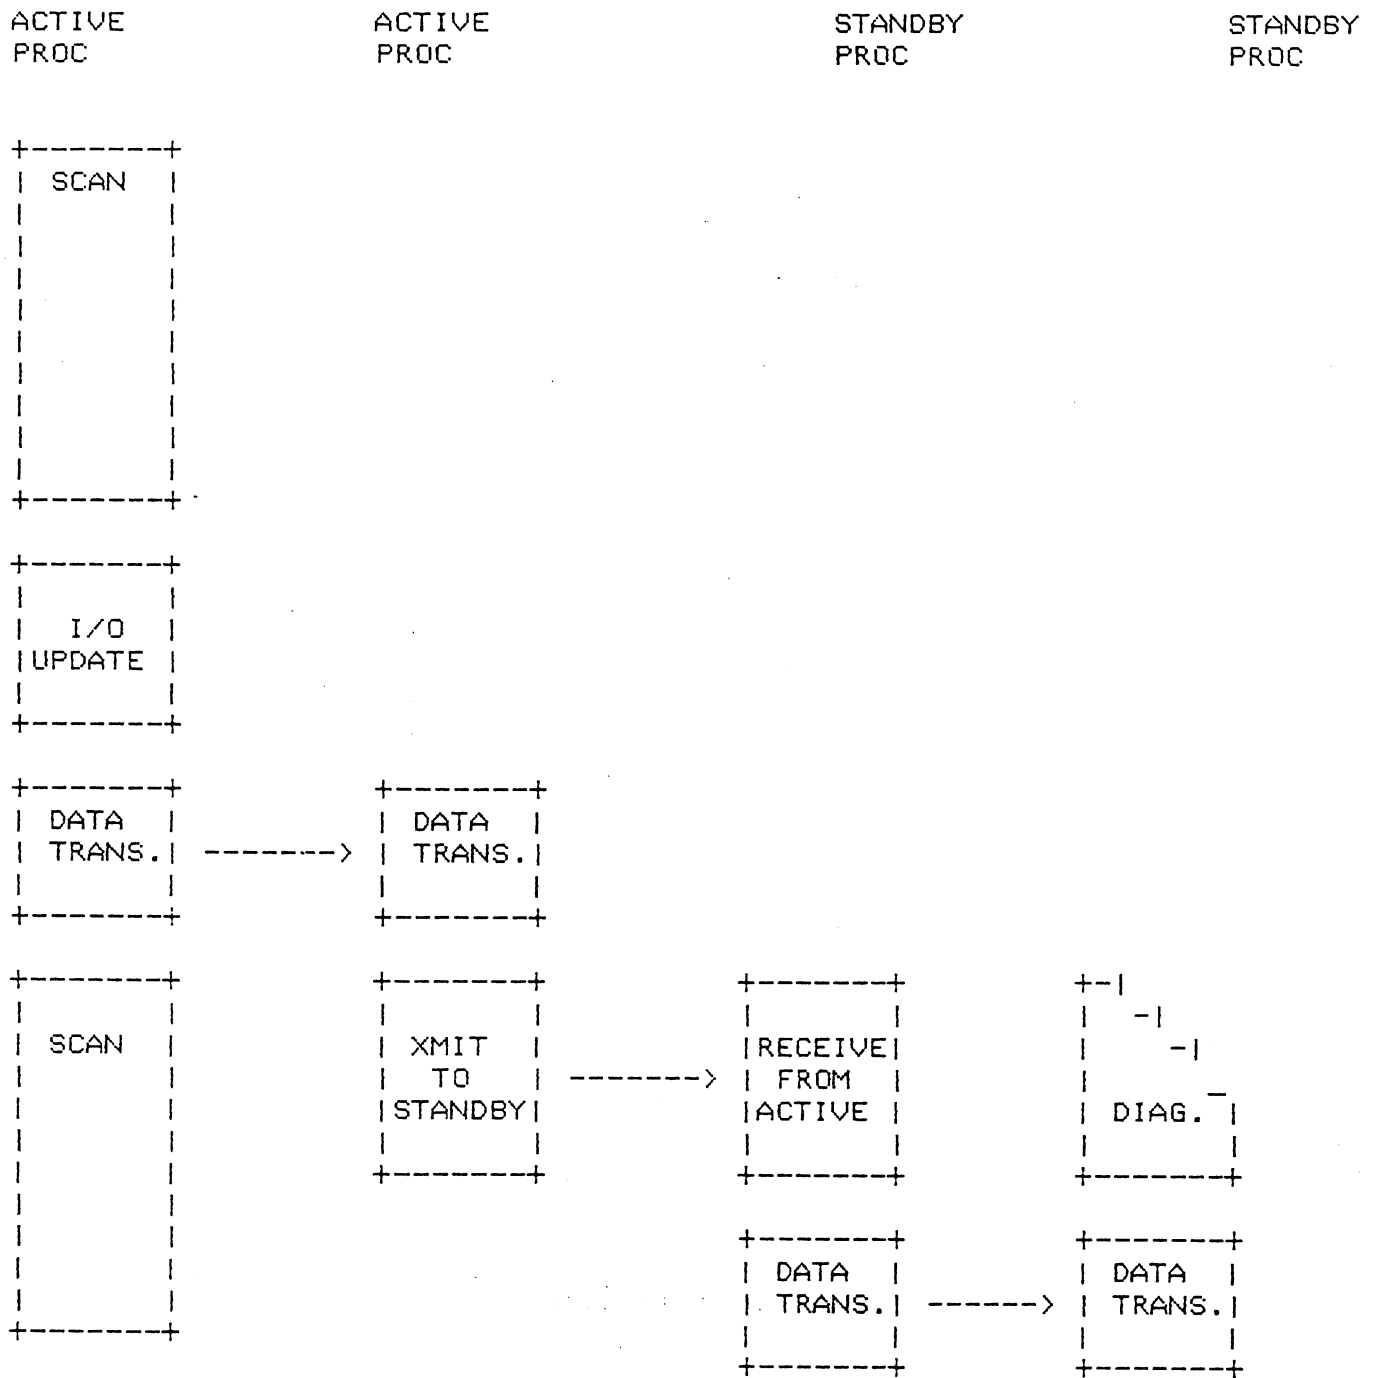 ACTIVE ACTIVE STANDBY STANDBY
PROC PROC PROC PROC
SCAN
I/O
UPDATE
DATA DATA
TRANS. TRANS.
SCAN XMIT RECEIVE
TO FROM
STANDBY ACTIVE DIAG.
DATA DATA
TRANS. TRANS.